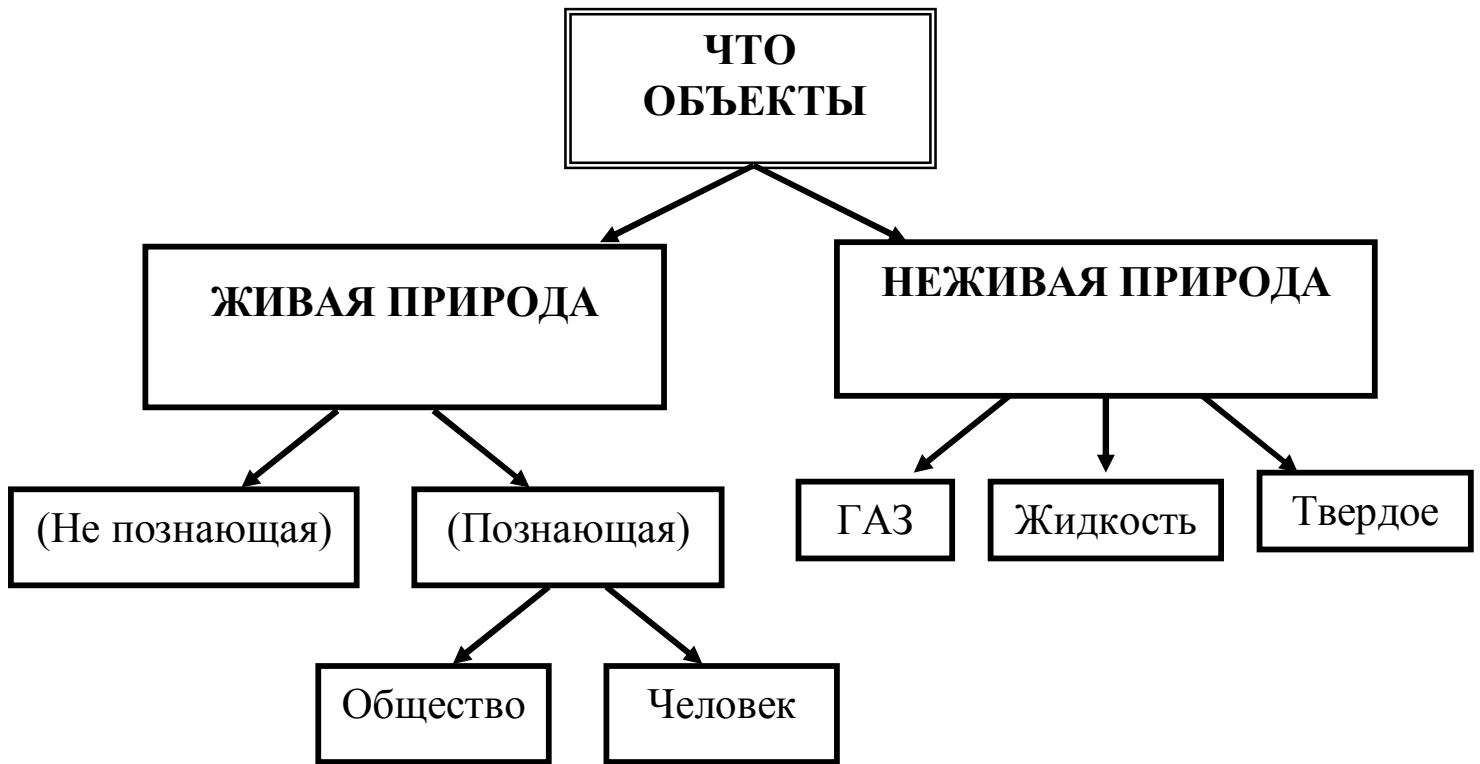 ЧТО
ОБЪЕКТЫ
ЖИВАЯ ПРИРОДА
НЕЖИВАЯ ПРИРОДА
(Не познающая)
(Познающая)
ГАЗ
Жидкость
Твердое
Общество
Человек